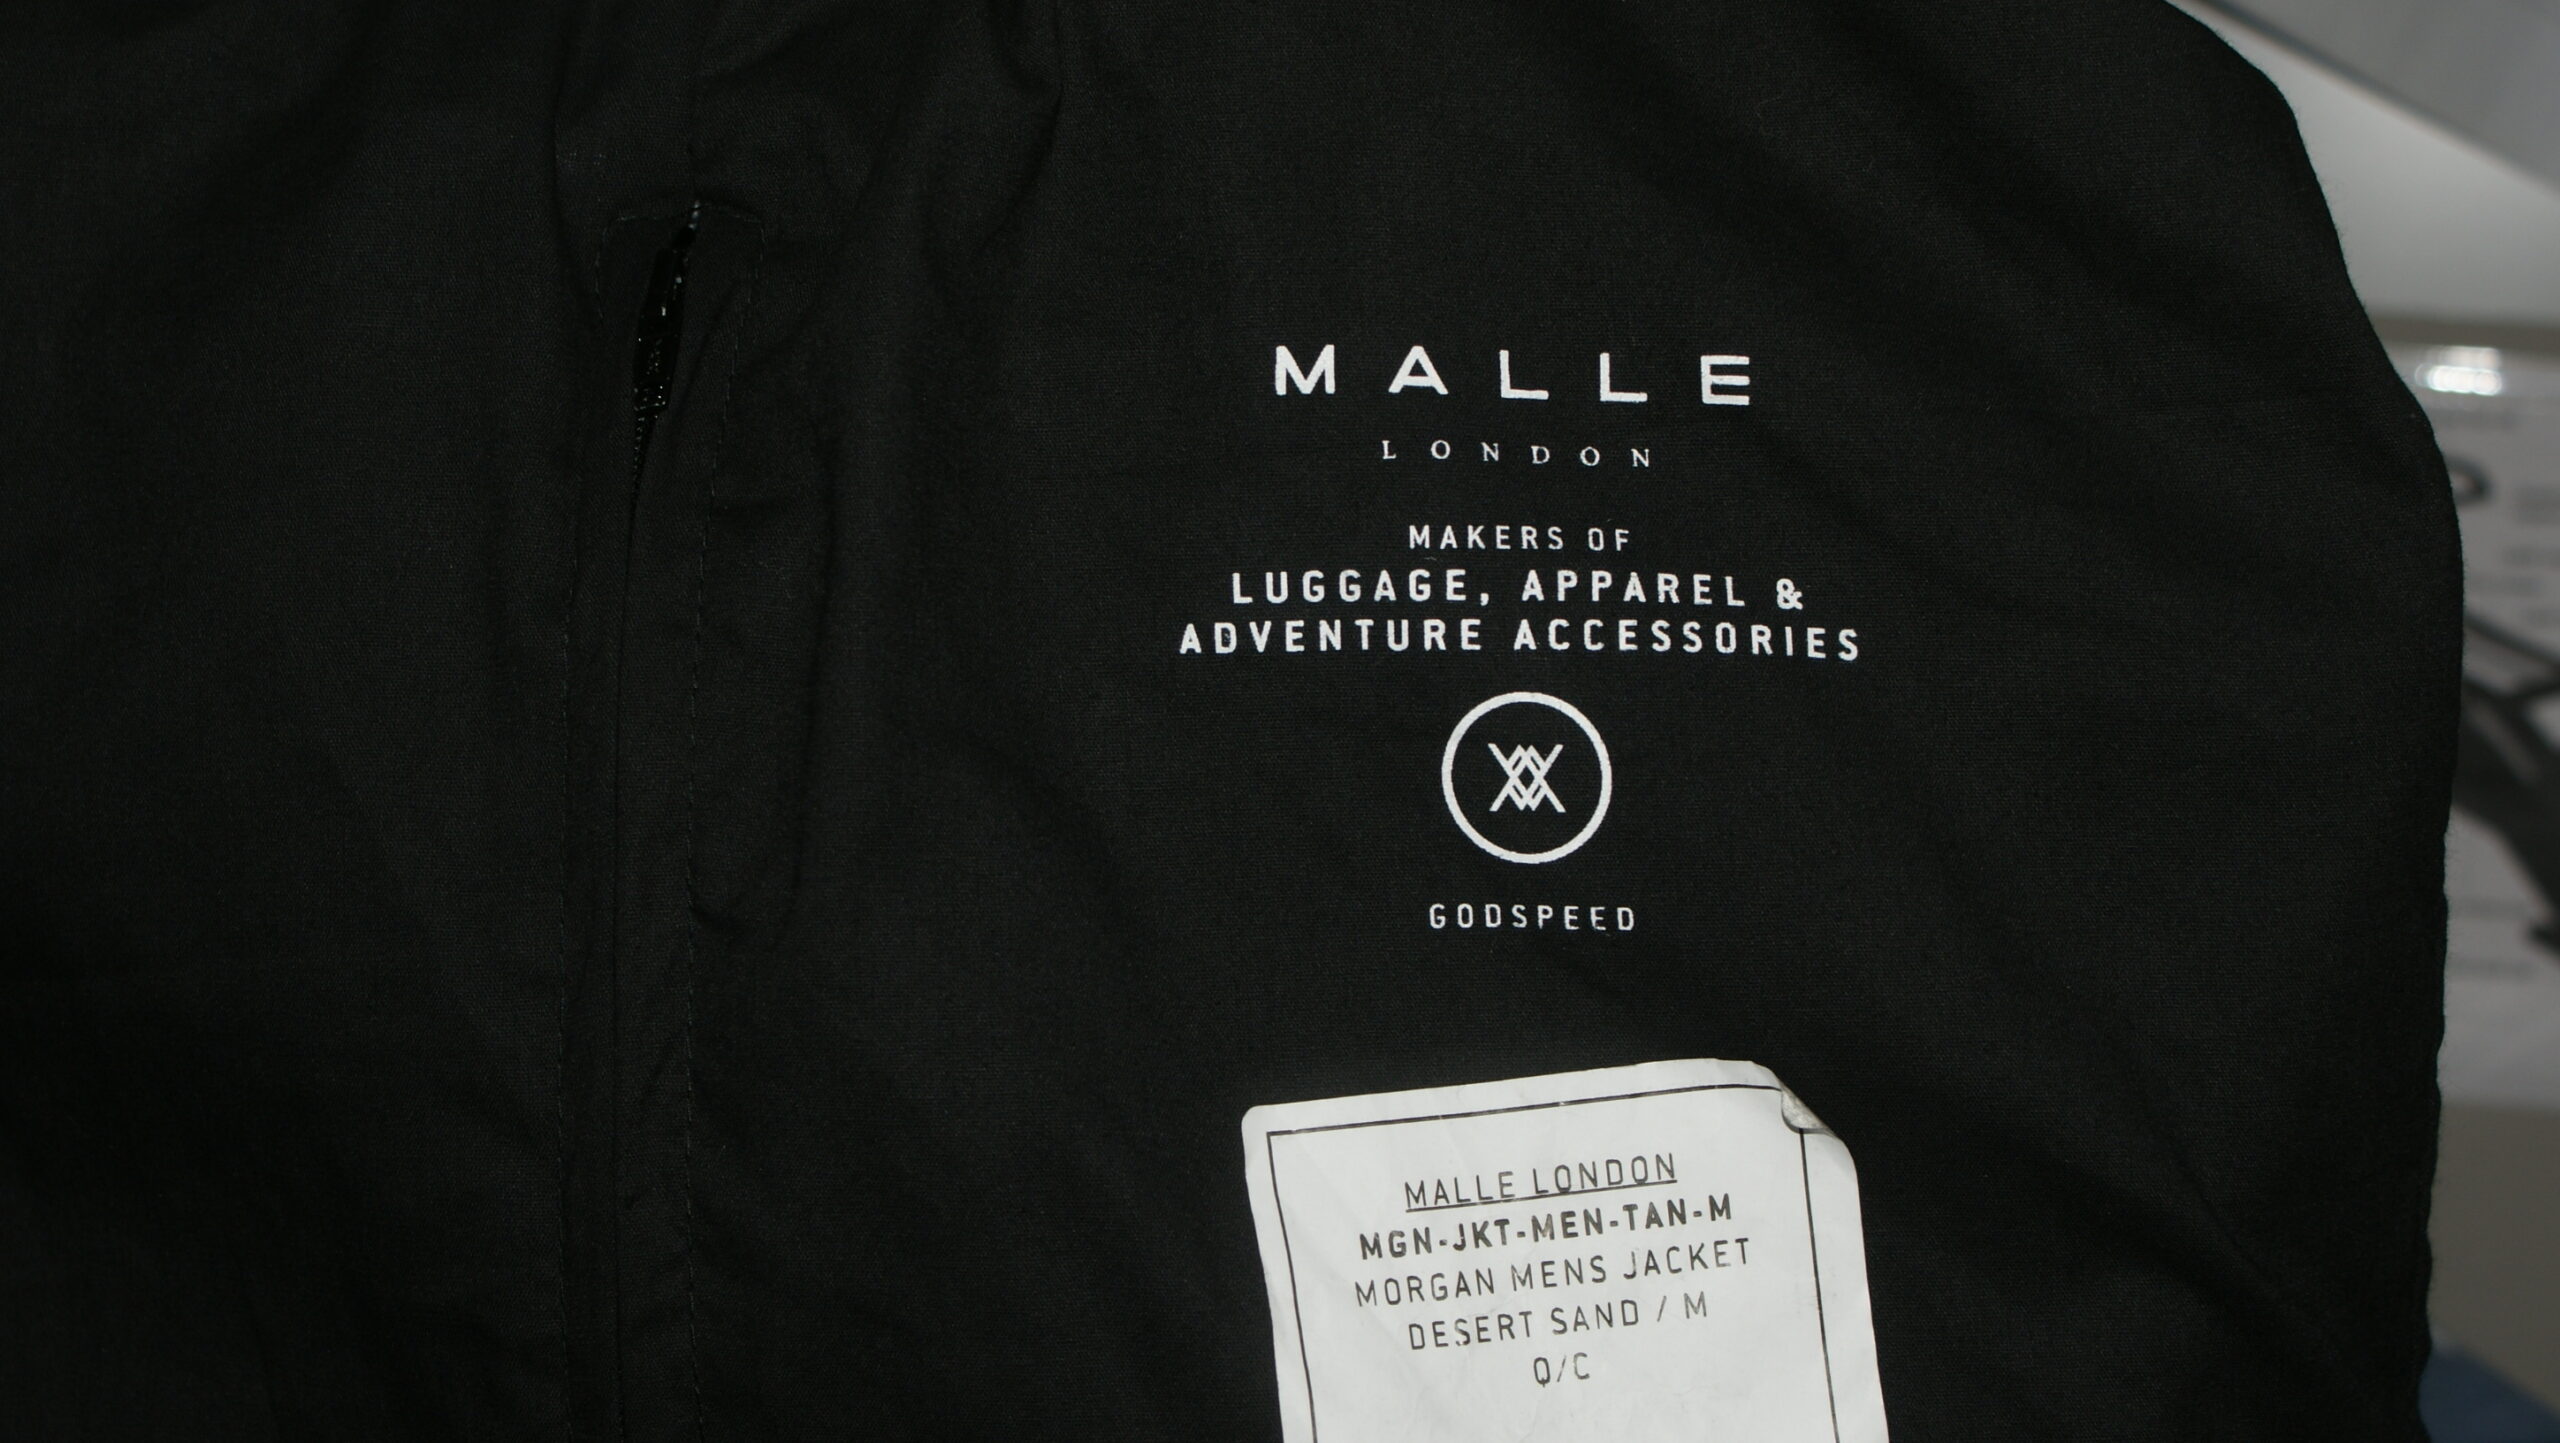 MALLE
LONDON
MAKERS OF
LUGGAGE, APPAREL &
ADVENTURE ACCESSORIES
GODSPEED
MALLE LONDON
MGN-JKT-MEN-TAN-M
MORGAN MENS JACKET
DESERT SAND / M
Q/C